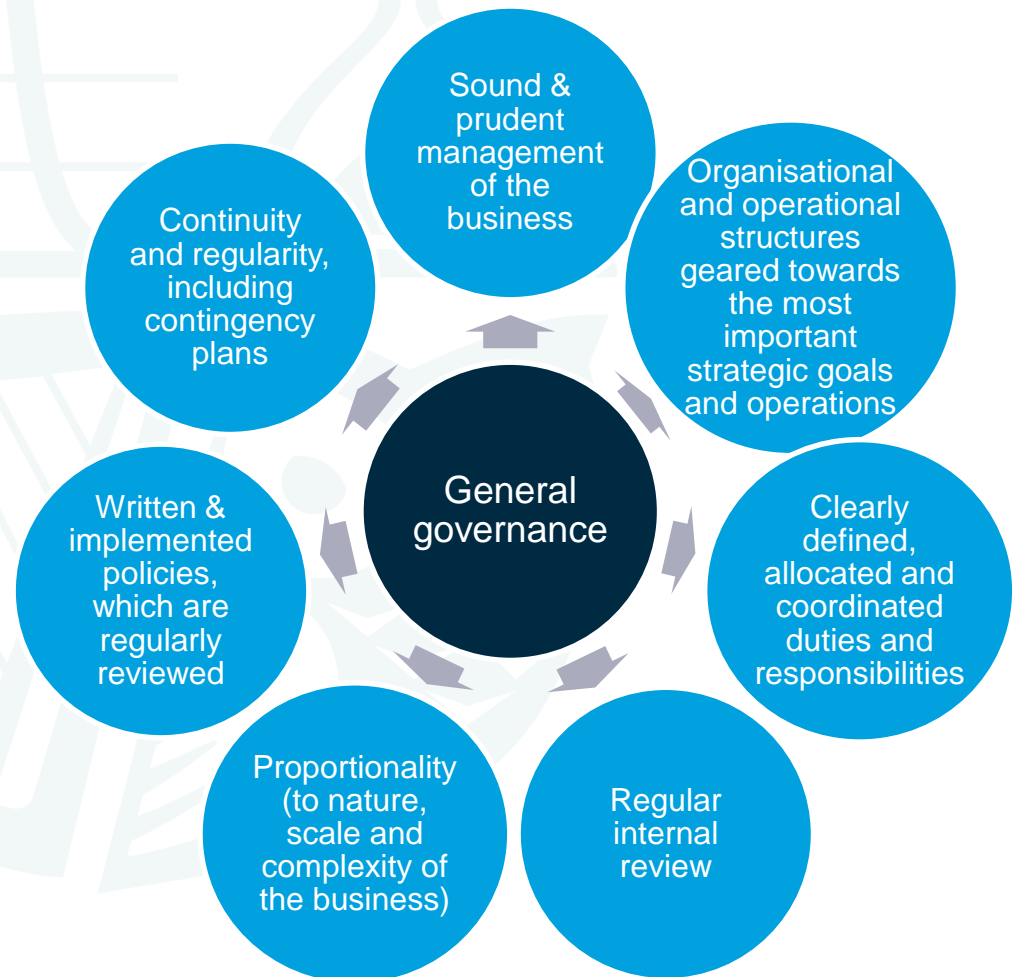 Sound &
prudent
management
of the
business
Organisational
and operational
structures
geared towards
the most
important
strategic goals
and operations
Clearly
defined,
allocated and
coordinated
duties and
responsibilities
Regular
internal
review
Proportionality
(to nature,
scale and
complexity of
the business)
Written &
implemented
policies,
which are
regularly
reviewed
Continuity
and regularity,
including
contingency
plans
General
governance